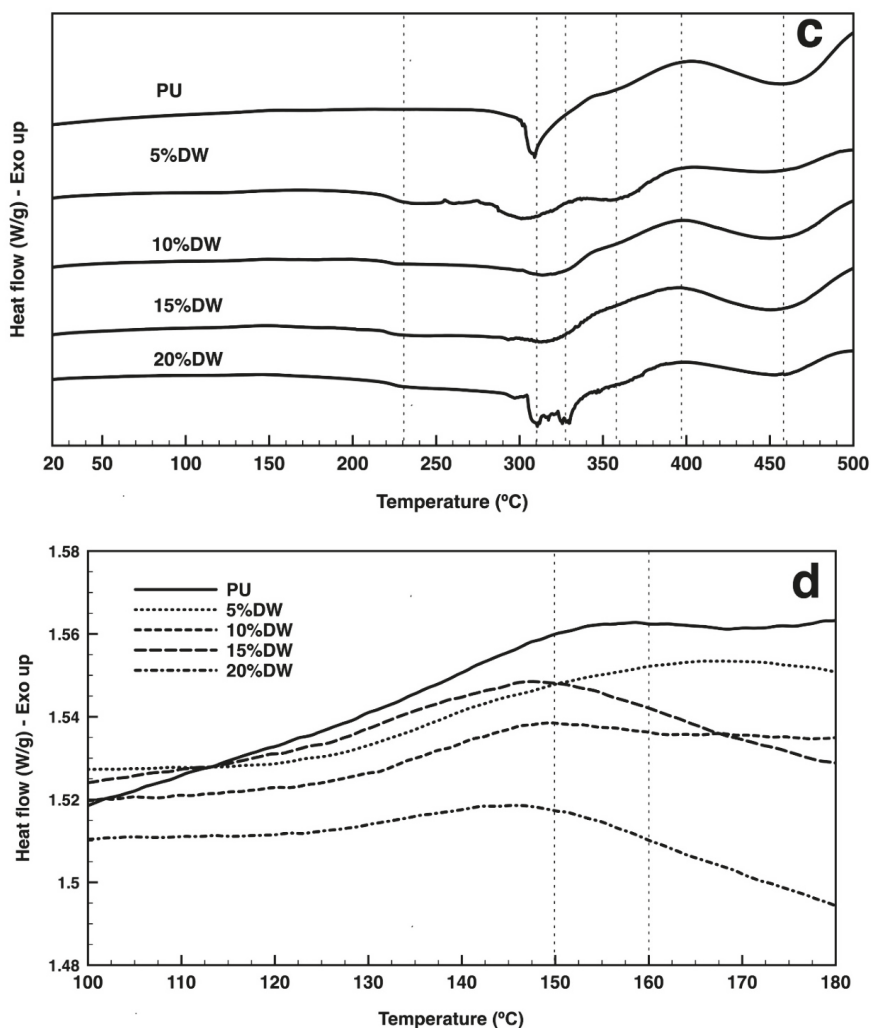 c
PU
5%DW
10%DW
15%DW
20%DW
Heat flow (W/g) - Exo up
20 50 100 150 200 250 300 350 400 450 500
Temperature (ºC)
d
1.58
1.56
1.54
1.52
1.5
1.48
PU
5%DW
10%DW
15%DW
20%DW
Heat flow (W/g) - Exo up
100 110 120 130 140 150 160 170 180
Temperature (ºC)